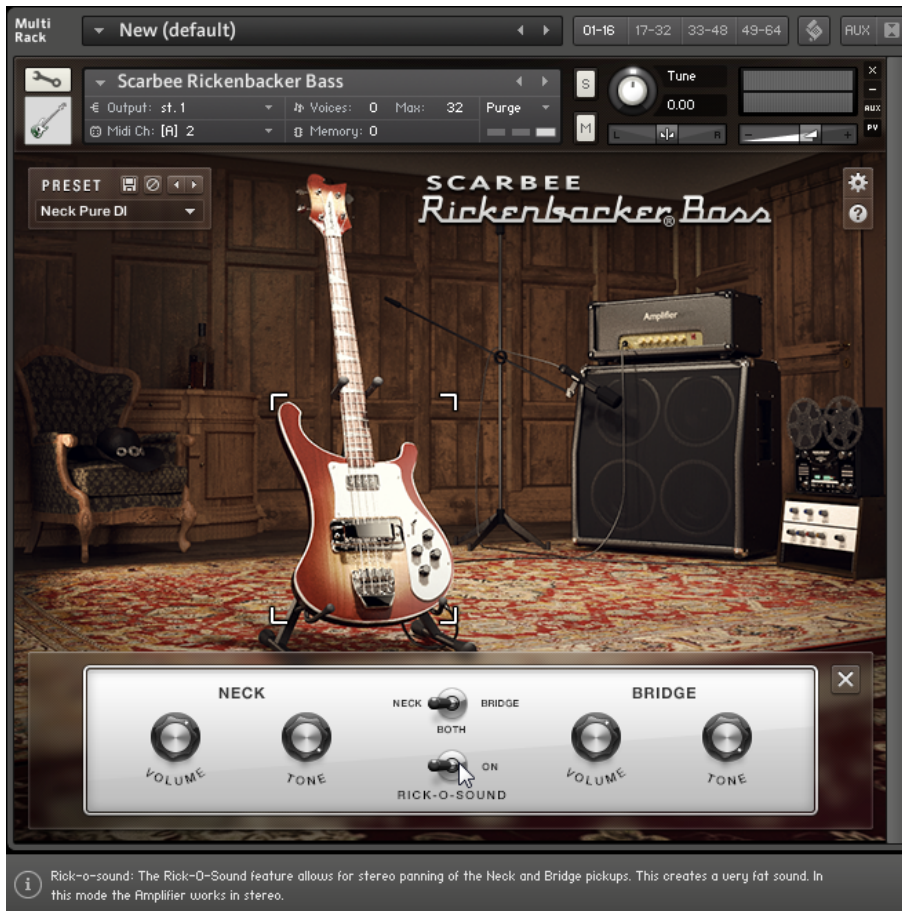 Multi
Rack
New (default)
01-16 17-32 33-48 49-64 AUX
Scarbee Rickenbacker Bass
Output: st. 1 Voices: 0 Max: 32 Purge
Midi Ch: [A] 2 Memory: 0
S
M
Tune
0.00
L R
- +
AUX
PV
PRESET
Neck Pure DI
SCARBEE
Rickenbacker® Bass
?
Amplifier
NECK
VOLUME TONE
NECK BRIDGE
BOTH
ON
RICK-O-SOUND
BRIDGE
VOLUME TONE
Rick-o-sound: The Rick-O-Sound feature allows for stereo panning of the Neck and Bridge pickups. This creates a very fat sound. In
this mode the Amplifier works in stereo.